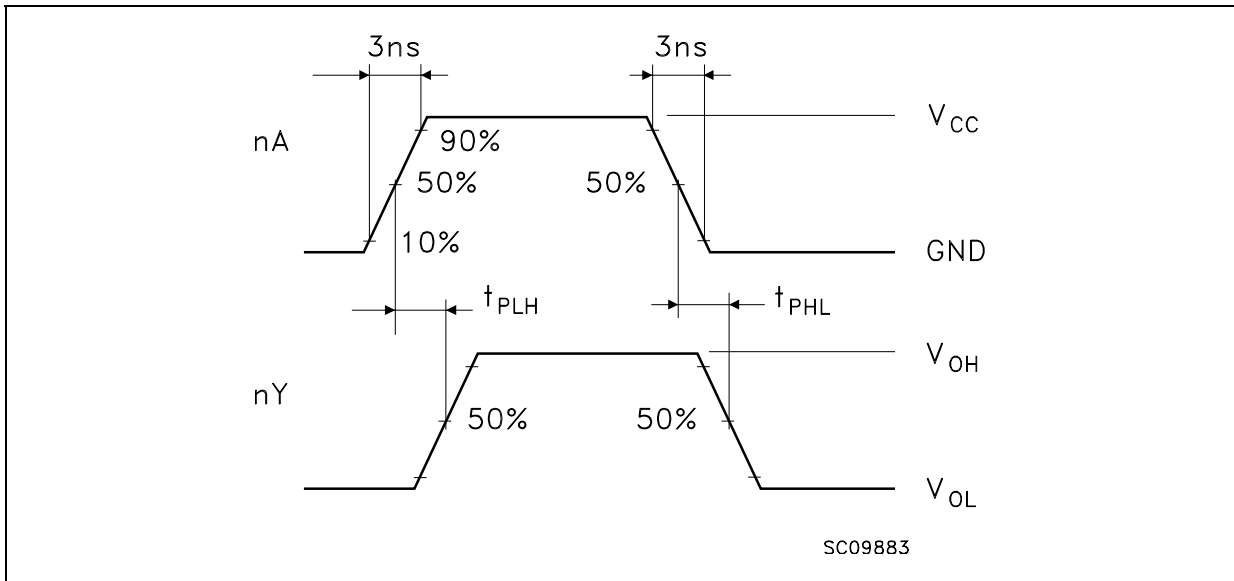 3ns 3ns
nA
V_CC
90%
50% 50%
10%
GND
t_PLH t_PHL
V_OH
nY
50% 50%
V_OL
SC09883